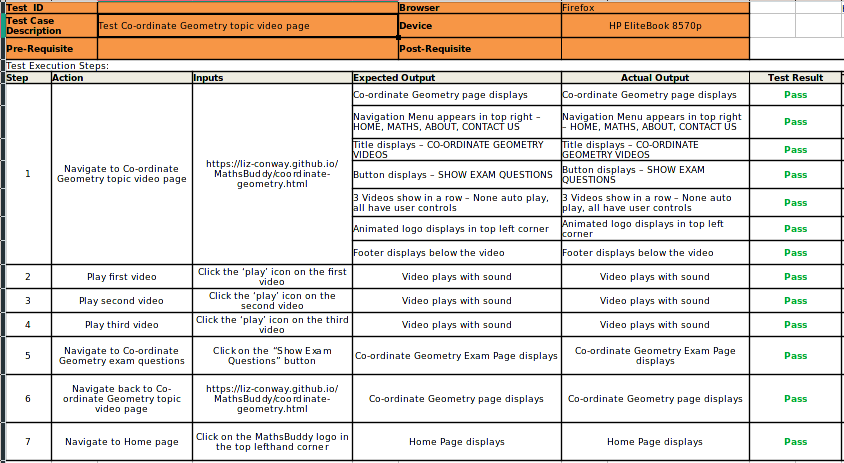 Test  ID
Browser
Firefox
Test Case
Description
Test Co-ordinate Geometry topic video page
Device
HP EliteBook 8570p
Pre-Requisite
Post-Requisite
Test Execution Steps:
Step
Action
Inputs
Expected Output
Actual Output
Test Result
1
Navigate to Co-ordinate
Geometry topic video page
https://liz-conway.github.io/
MathsBuddy/coordinate-
geometry.html
Co-ordinate Geometry page displays
Co-ordinate Geometry page displays
Pass
Navigation Menu appears in top right –
HOME, MATHS, ABOUT, CONTACT US
Navigation Menu appears in top right
– HOME, MATHS, ABOUT, CONTACT US
Pass
Title displays – CO-ORDINATE GEOMETRY
VIDEOS
Title displays – CO-ORDINATE
GEOMETRY VIDEOS
Pass
Button displays – SHOW EXAM QUESTIONS
Button displays – SHOW EXAM
QUESTIONS
Pass
3 Videos show in a row – None auto play,
all have user controls
3 Videos show in a row – None auto
play, all have user controls
Pass
Animated logo displays in top left corner
Animated logo displays in top left
corner
Pass
Footer displays below the video
Footer displays below the video
Pass
2
Play first video
Click the ‘play’ icon on the first
video
Video plays with sound
Video plays with sound
Pass
3
Play second video
Click the ‘play’ icon on the
second video
Video plays with sound
Video plays with sound
Pass
4
Play third video
Click the ‘play’ icon on the third
video
Video plays with sound
Video plays with sound
Pass
5
Navigate to Co-ordinate
Geometry exam questions
Click on the “Show Exam
Questions” button
Co-ordinate Geometry Exam Page displays
Co-ordinate Geometry Exam Page
displays
Pass
6
Navigate back to Co-
ordinate Geometry topic
video page
https://liz-conway.github.io/
MathsBuddy/coordinate-
geometry.html
Co-ordinate Geometry page displays
Co-ordinate Geometry page displays
Pass
7
Navigate to Home page
Click on the MathsBuddy logo in
the top lefthand corner
Home Page displays
Home Page displays
Pass